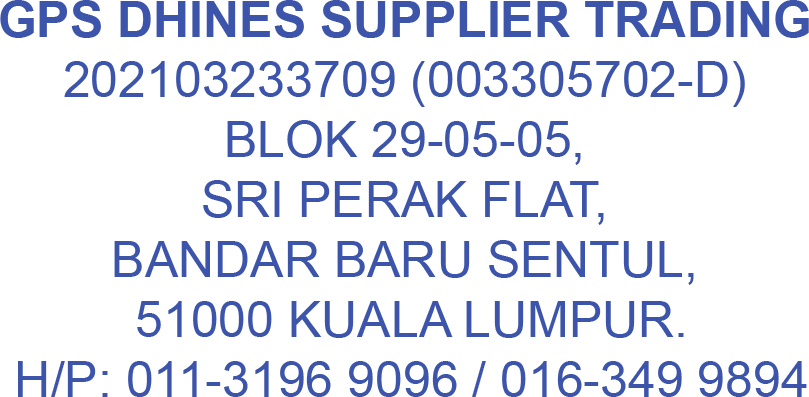 GPS DHINES SUPPLIER TRADING
202103233709 (003305702-D)
BLOK 29-05-05,
SRI PERAK FLAT,
BANDAR BARU SENTUL,
51000 KUALA LUMPUR.
H/P: 011-3196 9096 / 016-349 9894